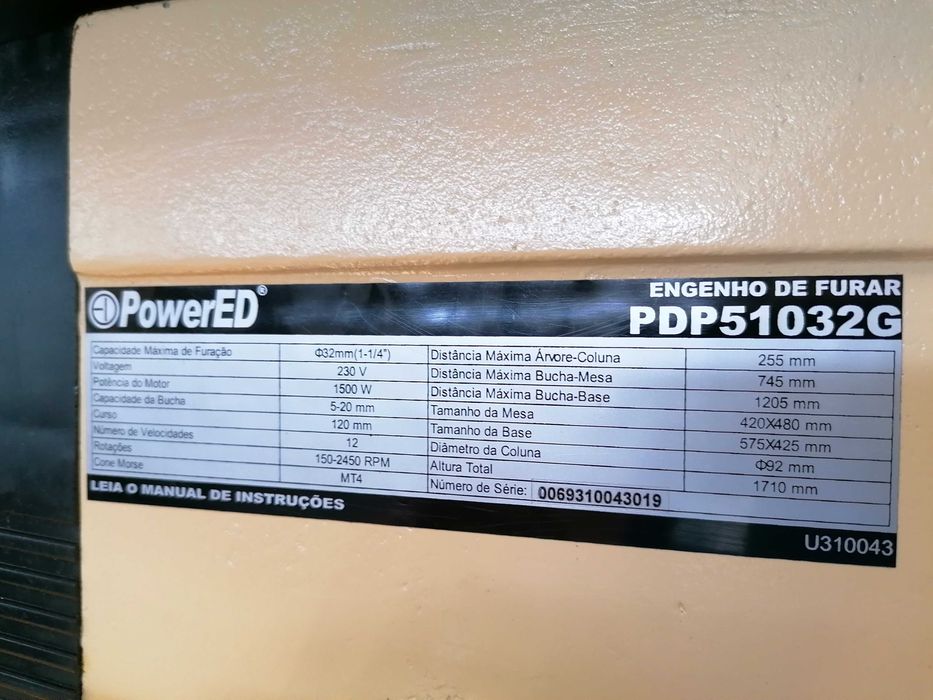 PowerED®
ENGENHO DE FURAR
PDP51032G
Capacidade Máxima de Furação Φ32mm(1-1/4") Distância Máxima Árvore-Coluna 255 mm
Voltagem 230 V Distância Máxima Bucha-Mesa 745 mm
Potência do Motor 1500 W Distância Máxima Bucha-Base 1205 mm
Capacidade da Bucha 5-20 mm Tamanho da Mesa 420X480 mm
Curso 120 mm Tamanho da Base 575X425 mm
Número de Velocidades 12 Diâmetro da Coluna Φ92 mm
Rotações 150-2450 RPM Altura Total 1710 mm
Cone Morse MT4 Número de Série: 0069310043019
LEIA O MANUAL DE INSTRUÇÕES
U310043